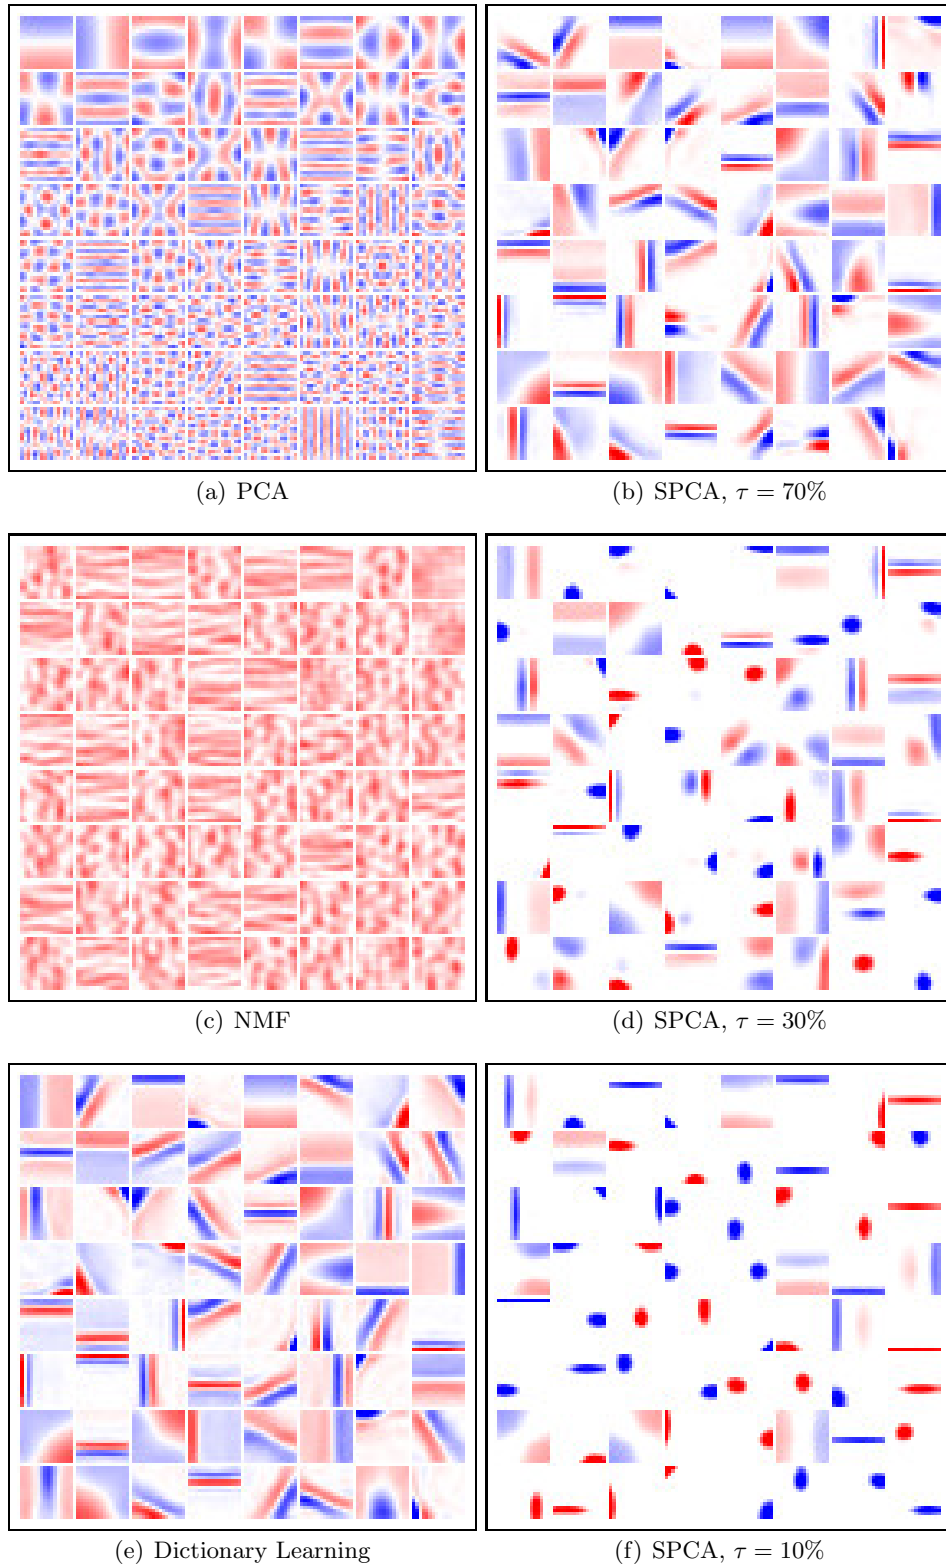 (a) PCA
(b) SPCA, τ = 70%
(c) NMF
(d) SPCA, τ = 30%
(e) Dictionary Learning
(f) SPCA, τ = 10%